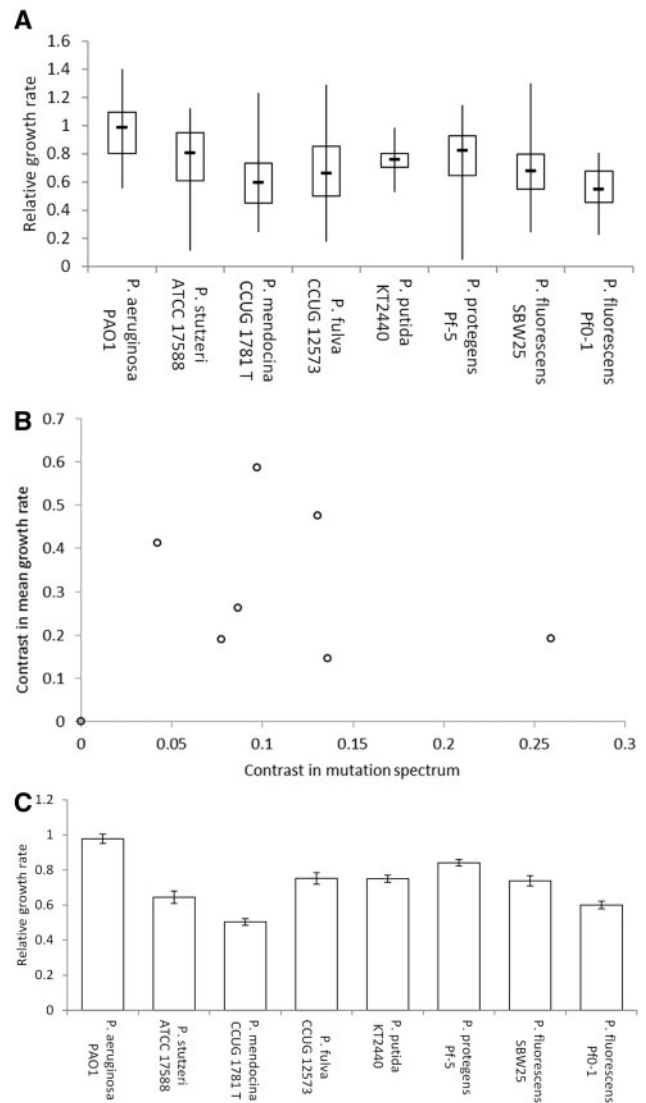 A
1.6
1.4
1.2
1
0.8
0.6
0.4
0.2
0
Relative growth rate
P. aeruginosa
PAO1
P. stutzeri
ATCC 17588
P. mendocina
CCUG 1781 T
P. fulva
CCUG 12573
P. putida
KT2440
P. protegens
Pf-5
P. fluorescens
SBW25
P. fluorescens
Pf0-1
B
0.7
0.6
0.5
0.4
0.3
0.2
0.1
0
Contrast in mean growth rate
0 0.05 0.1 0.15 0.2 0.25 0.3
Contrast in mutation spectrum
C
1.2
1
0.8
0.6
0.4
0.2
0
Relative growth rate
P. aeruginosa
PAO1
P. stutzeri
ATCC 17588
P. mendocina
CCUG 1781 T
P. fulva
CCUG 12573
P. putida
KT2440
P. protegens
Pf-5
P. fluorescens
SBW25
P. fluorescens
Pf0-1